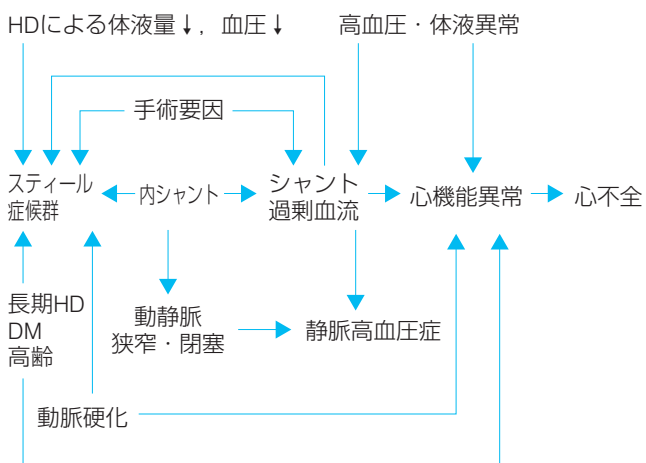 HDによる体液量↓，血圧↓
高血圧・体液異常
手術要因
スティール
症候群
内シャント
シャント
過剰血流
心機能異常
心不全
長期HD
DM
高齢
動静脈
狭窄・閉塞
静脈高血圧症
動脈硬化